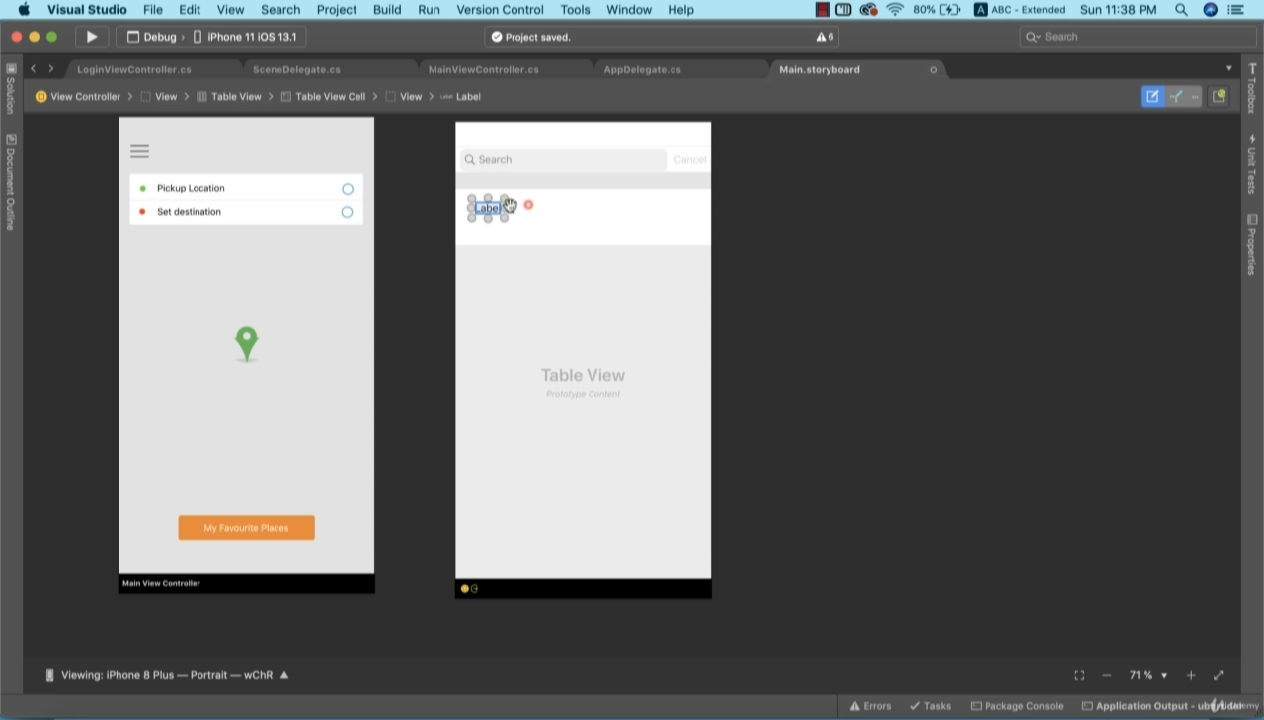 Visual Studio File Edit View Search Project Build Run Version Control Tools Window Help 80% A ABC - Extended Sun 11:38 PM
Debug › iPhone 11 iOS 13.1 Project saved. 6 Search
LoginViewController.cs SceneDelegate.cs MainViewController.cs AppDelegate.cs Main.storyboard
View Controller > View > Table View > Table View Cell > View > Label
Solution
Document Outline
Toolbox
Unit Tests
Properties
Pickup Location
Set destination
My Favourite Places
Main View Controller
Search Cancel
Label
Table View
Prototype Content
Viewing: iPhone 8 Plus — Portrait — wChR 71%
Errors Tasks Package Console Application Output -